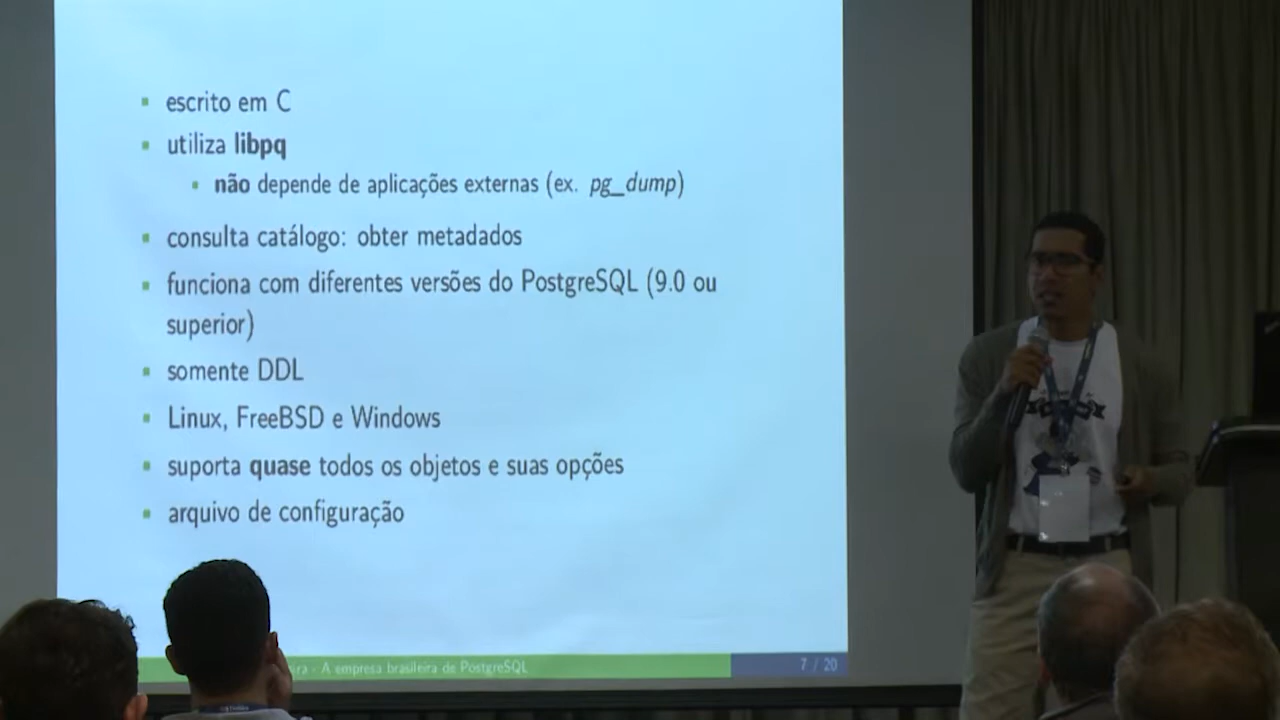 escrito em C
utiliza libpq
não depende de aplicações externas (ex. pg_dump)
consulta catálogo: obter metadados
funciona com diferentes versões do PostgreSQL (9.0 ou
superior)
somente DDL
Linux, FreeBSD e Windows
suporta quase todos os objetos e suas opções
arquivo de configuração
- A empresa brasileira de PostgreSQL
7 / 20